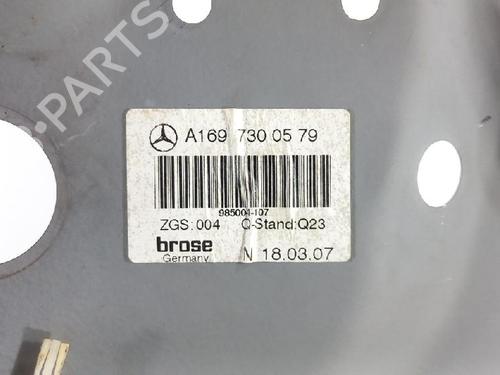 PARTS
A169 730 05 79
985004-107
ZGS:004 Q-Stand:Q23
brose
Germany N 18.03.07